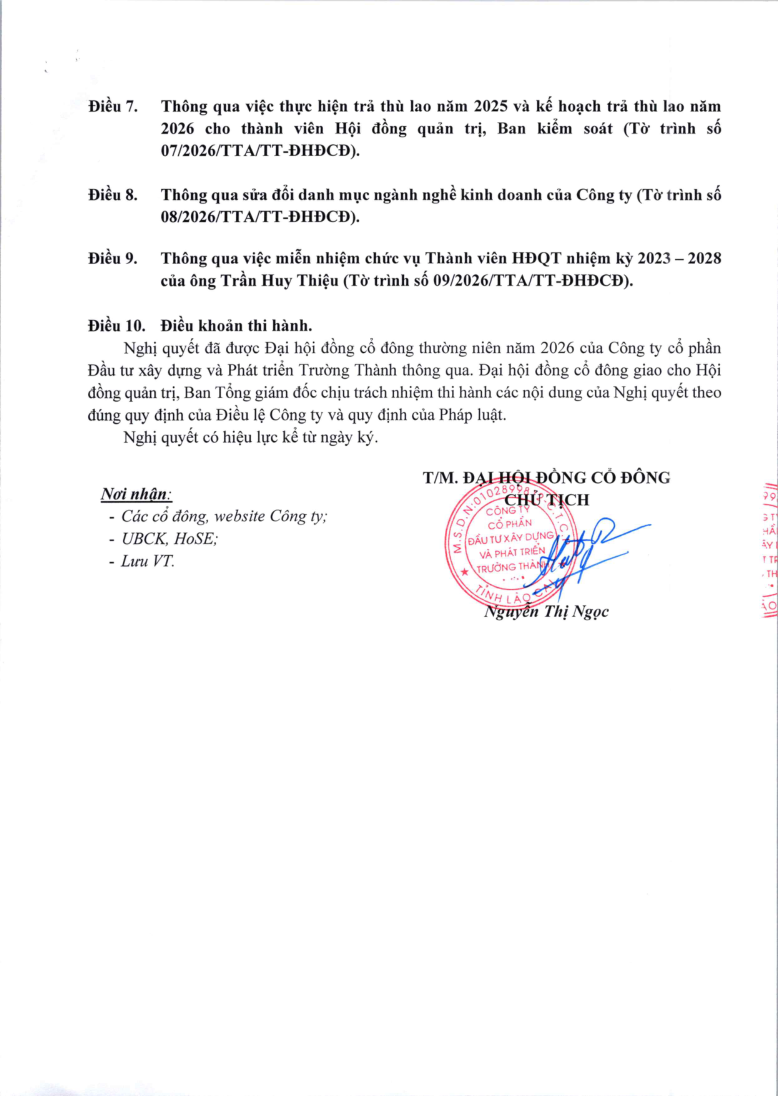 Điều 7. Thông qua việc thực hiện trả thù lao năm 2025 và kế hoạch trả thù lao năm
2026 cho thành viên Hội đồng quản trị, Ban kiểm soát (Tờ trình số
07/2026/TTA/TT-ĐHĐCĐ).
Điều 8. Thông qua sửa đổi danh mục ngành nghề kinh doanh của Công ty (Tờ trình số
08/2026/TTA/TT-ĐHĐCĐ).
Điều 9. Thông qua việc miễn nhiệm chức vụ Thành viên HĐQT nhiệm kỳ 2023 – 2028
của ông Trần Huy Thiệu (Tờ trình số 09/2026/TTA/TT-ĐHĐCĐ).
Điều 10. Điều khoản thi hành.
Nghị quyết đã được Đại hội đồng cổ đông thường niên năm 2026 của Công ty cổ phần
Đầu tư xây dựng và Phát triển Trường Thành thông qua. Đại hội đồng cổ đông giao cho Hội
đồng quản trị, Ban Tổng giám đốc chịu trách nhiệm thi hành các nội dung của Nghị quyết theo
đúng quy định của Điều lệ Công ty và quy định của Pháp luật.
Nghị quyết có hiệu lực kể từ ngày ký.
T/M. ĐẠI HỘI ĐỒNG CỔ ĐÔNG
CHỦ TỊCH
Nơi nhận:
- Các cổ đông, website Công ty;
- UBCK, HoSE;
- Lưu VT.
CÔNG TY
CỔ PHẦN
ĐẦU TƯ XÂY DỰNG
VÀ PHÁT TRIỂN
TRƯỜNG THÀNH
TỈNH LÀO CAI
Nguyễn Thị Ngọc